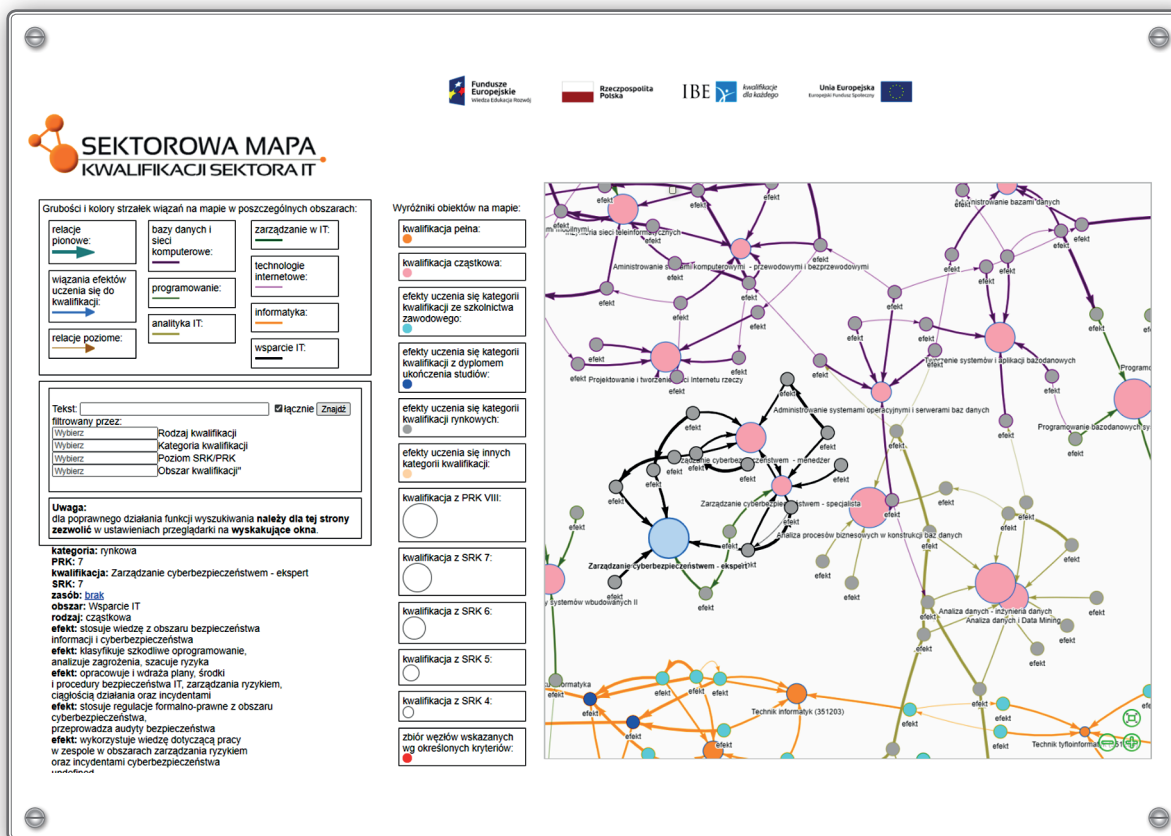 Fundusze
Europejskie
Wiedza Edukacja Rozwój
Rzeczpospolita
Polska
IBE
kwalifikacje
dla każdego
Unia Europejska
Europejski Fundusz Społeczny
SEKTOROWA MAPA
KWALIFIKACJI SEKTORA IT
Grubości i kolory strzałek wiązań na mapie w poszczególnych obszarach:
relacje
pionowe:
wiązania efektów
uczenia się do
kwalifikacji:
relacje poziome:
bazy danych i
sieci
komputerowe:
programowanie:
analityka IT:
zarządzanie w IT:
technologie
internetowe:
informatyka:
wsparcie IT:
Tekst:
łącznie
Znajdź
filtrowany przez:
Wybierz Rodzaj kwalifikacji
Wybierz Kategoria kwalifikacji
Wybierz Poziom SRK/PRK
Wybierz Obszar kwalifikacji"
Uwaga:
dla poprawnego działania funkcji wyszukiwania należy dla tej strony
zezwolić w ustawieniach przeglądarki na wyskakujące okna.
kategoria: rynkowa
PRK: 7
kwalifikacja: Zarządzanie cyberbezpieczeństwem - ekspert
SRK: 7
zasób: brak
obszar: Wsparcie IT
rodzaj: cząstkowa
efekt: stosuje wiedzę z obszaru bezpieczeństwa
informacji i cyberbezpieczeństwa
efekt: klasyfikuje szkodliwe oprogramowanie,
analizuje zagrożenia, szacuje ryzyka
efekt: opracowuje i wdraża plany, środki
i procedury bezpieczeństwa IT, zarządzania ryzykiem,
ciągłością działania oraz incydentami
efekt: stosuje regulacje formalno-prawne z obszaru
cyberbezpieczeństwa,
przeprowadza audyty bezpieczeństwa
efekt: wykorzystuje wiedzę dotyczącą pracy
w zespole w obszarach zarządzania ryzykiem
oraz incydentami cyberbezpieczeństwa
undefined
Wyróżniki obiektów na mapie:
kwalifikacja pełna:
kwalifikacja cząstkowa:
efekty uczenia się kategorii
kwalifikacji ze szkolnictwa
zawodowego:
efekty uczenia się kategorii
kwalifikacji z dyplomem
ukończenia studiów:
efekty uczenia się kategorii
kwalifikacji rynkowych:
efekty uczenia się innych
kategorii kwalifikacji:
kwalifikacja z PRK VIII:
kwalifikacja z SRK 7:
kwalifikacja z SRK 6:
kwalifikacja z SRK 5:
kwalifikacja z SRK 4:
zbiór węzłów wskazanych
wg określonych kryteriów:
efekt
Administrowanie bazami danych
sieci teleinformatycznych
Aministrowanie systemami komputerowymi - przewodowymi i bezprzewodowymi
Tworzenie systemów i aplikacji bazodanowych
Projektowanie i tworzenie sieci Internetu rzeczy
Administrowanie systemami operacyjnymi i serwerami baz danych
Programowanie bazodanowych
Zarządzanie cyberbezpieczeństwem - menedżer
Zarządzanie cyberbezpieczeństwem - specjalista
Analiza procesów biznesowych w konstrukcji baz danych
Zarządzanie cyberbezpieczeństwem - ekspert
systemów wbudowanych II
Analiza danych - inżynieria danych
Analiza danych i Data Mining
Technik informatyk (351203)
Technik tyfloinformatyk